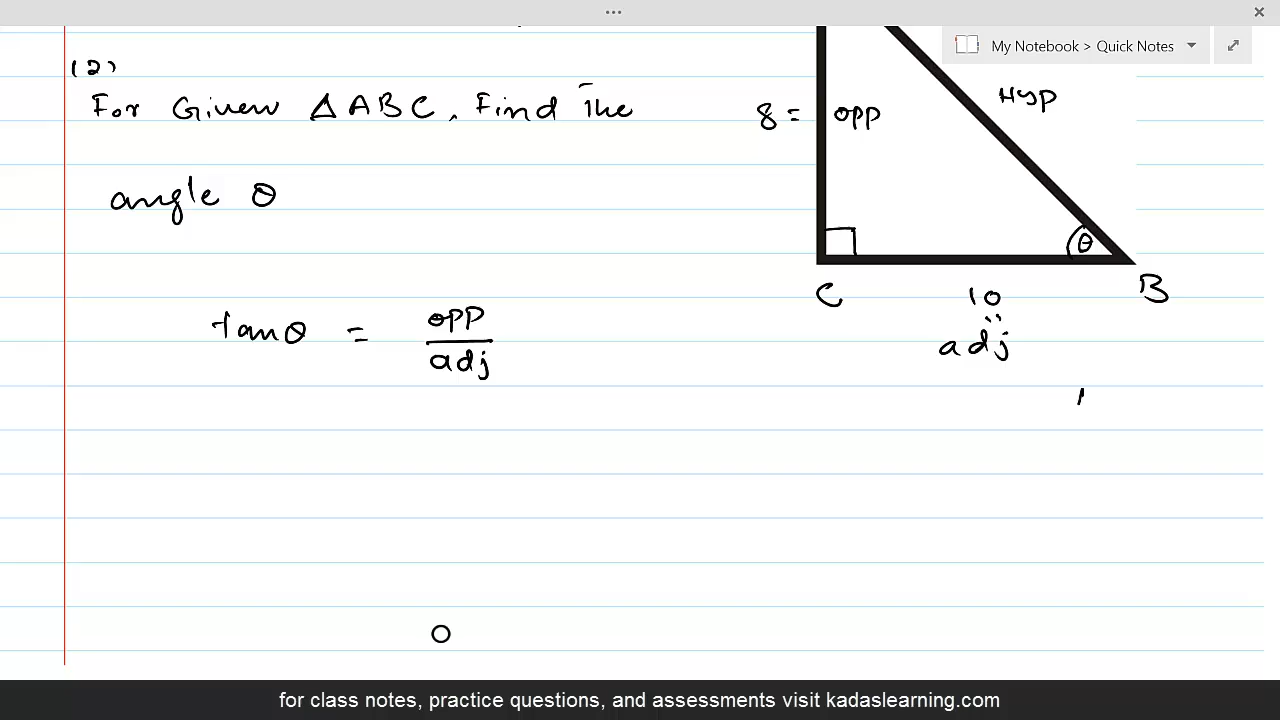 My Notebook > Quick Notes
(2)
For Given △ABC, Find The
angle θ
8 = opp
Hyp
θ
C
10
B
adj
tanθ = opp
adj
for class notes, practice questions, and assessments visit kadaslearning.com